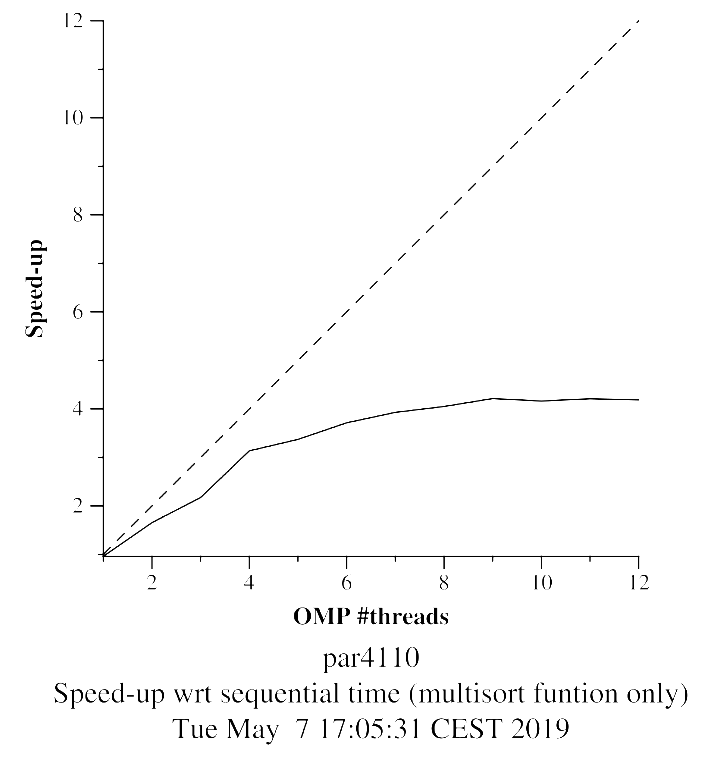 12
10
8
6
4
2
Speed-up
2 4 6 8 10 12
OMP #threads
par4110
Speed-up wrt sequential time (multisort funtion only)
Tue May  7 17:05:31 CEST 2019